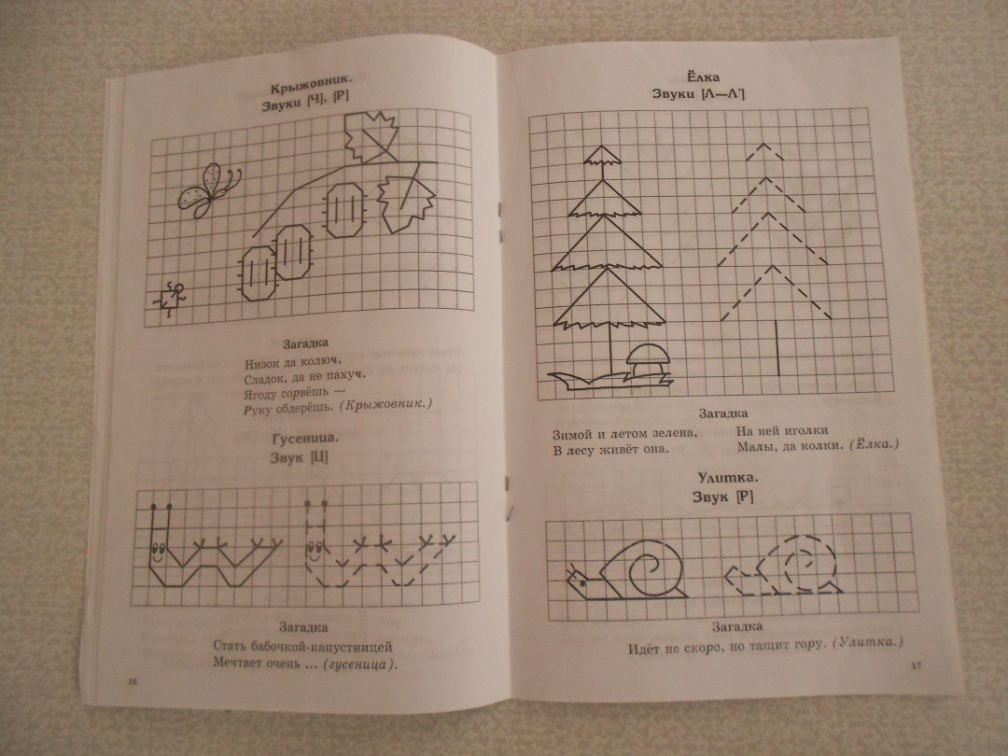 Крыжовник.
Звуки [Ч], [Р]
Загадка
Низок да колюч,
Сладок, да не пахуч.
Ягоду сорвёшь —
Руку обдерёшь. (Крыжовник.)
Гусеница.
Звук [Ц]
Загадка
Стать бабочкой-капустницей
Мечтает очень ... (гусеница).
16
Ёлка
Звуки [Л—Л']
Загадка
Зимой и летом зелена,
В лесу живёт она.
На ней иголки
Малы, да колки. (Ёлка.)
Улитка.
Звук [Р]
Загадка
Идёт не скоро, но тащит гору. (Улитка.)
17